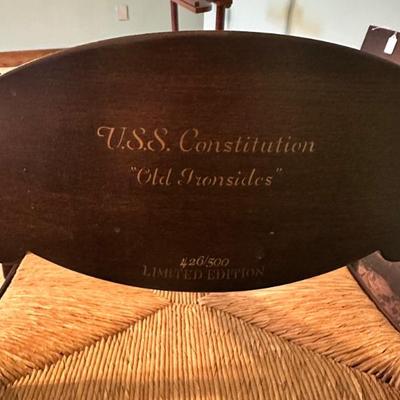 U.S.S. Constitution
"Old Ironsides"
426/500
LIMITED EDITION